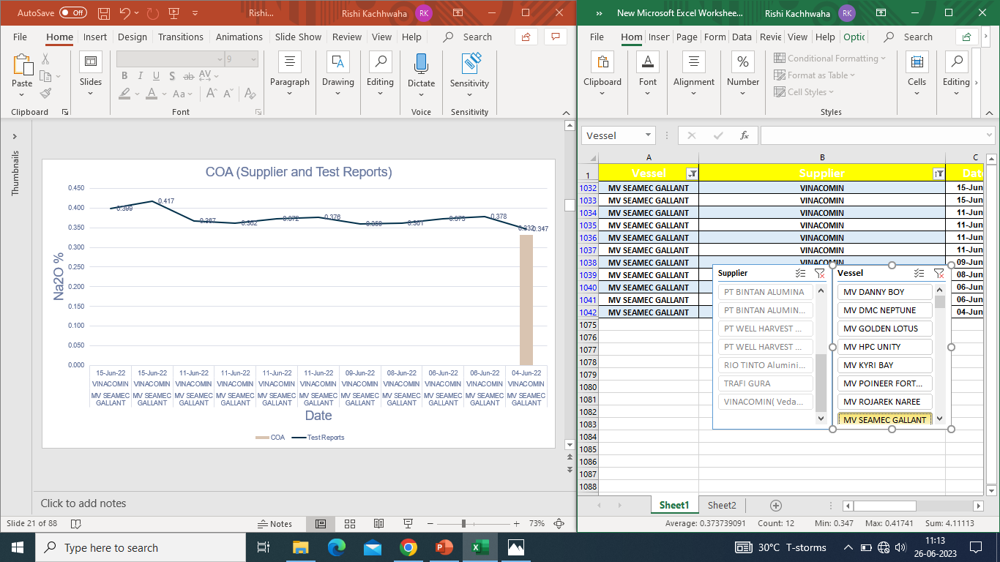 AutoSave Off Rishi... Rishi Kachhwaha RK
File Home Insert Design Transitions Animations Slide Show Review View Help Search
9
Paste Slides B I U S ab AV Paragraph Drawing Editing Dictate Sensitivity
Aa A A
Clipboard Font Voice Sensitivity
Thumbnails
COA (Supplier and Test Reports)
Na2O %
0.450
0.400
0.350
0.300
0.250
0.200
0.150
0.100
0.050
0.000
0.399 0.417 0.367 0.362 0.372 0.376 0.359 0.361 0.373 0.378 0.332 0.347
15-Jun-22 15-Jun-22 11-Jun-22 11-Jun-22 11-Jun-22 11-Jun-22 09-Jun-22 08-Jun-22 06-Jun-22 06-Jun-22 04-Jun-22
VINACOMIN VINACOMIN VINACOMIN VINACOMIN VINACOMIN VINACOMIN VINACOMIN VINACOMIN VINACOMIN VINACOMIN VINACOMIN
MV SEAMEC MV SEAMEC MV SEAMEC MV SEAMEC MV SEAMEC MV SEAMEC MV SEAMEC MV SEAMEC MV SEAMEC MV SEAMEC MV SEAMEC
GALLANT GALLANT GALLANT GALLANT GALLANT GALLANT GALLANT GALLANT GALLANT GALLANT GALLANT
Date
COA Test Reports
Click to add notes
Slide 21 of 88 Notes 73%
New Microsoft Excel Workshee... Rishi Kachhwaha RK
File Hom Inser Page Form Data Revie View Help Optic Search
Clipboard Font Alignment Number Conditional Formatting Cells Editing
Format as Table
Cell Styles
Styles
Vessel fx
A B C
1 Vessel Supplier Dat
1032 MV SEAMEC GALLANT VINACOMIN 15-Jun
1033 MV SEAMEC GALLANT VINACOMIN 15-Jun
1034 MV SEAMEC GALLANT VINACOMIN 11-Jun
1035 MV SEAMEC GALLANT VINACOMIN 11-Jun
1036 MV SEAMEC GALLANT VINACOMIN 11-Jun
1037 MV SEAMEC GALLANT VINACOMIN 11-Jun
1038 MV SEAMEC GALLANT VINACOMIN 09-Jun
1039 MV SEAMEC GALLANT 08-Jun
1040 MV SEAMEC GALLANT 06-Jun
1041 MV SEAMEC GALLANT 06-Jun
1042 MV SEAMEC GALLANT 04-Jun
1075
1076
1077
1078
1079
1080
1081
1082
1083
1084
1085
1086
1087
1088
Supplier
PT BINTAN ALUMINA
PT BINTAN ALUMIN...
PT WELL HARVEST ...
PT WELL HARVEST ...
RIO TINTO Alumini...
TRAFI GURA
VINACOMIN( Veda...
Vessel
MV DANNY BOY
MV DMC NEPTUNE
MV GOLDEN LOTUS
MV HPC UNITY
MV KYRI BAY
MV POINEER FORT...
MV ROJAREK NAREE
MV SEAMEC GALLANT
Sheet1 Sheet2
Average: 0.373739091 Count: 12 Min: 0.347 Max: 0.41741 Sum: 4.11113
Type here to search 30°C T-storms 11:13
26-06-2023